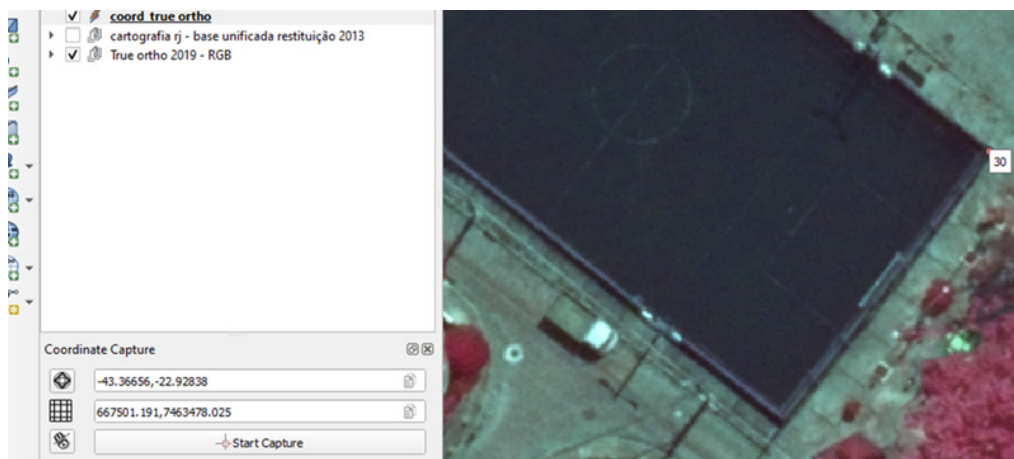 coord_true ortho
cartografia rj - base unificada restituição 2013
True ortho 2019 - RGB
30
Coordinate Capture
-43.36656,-22.92838
667501.191,7463478.025
Start Capture